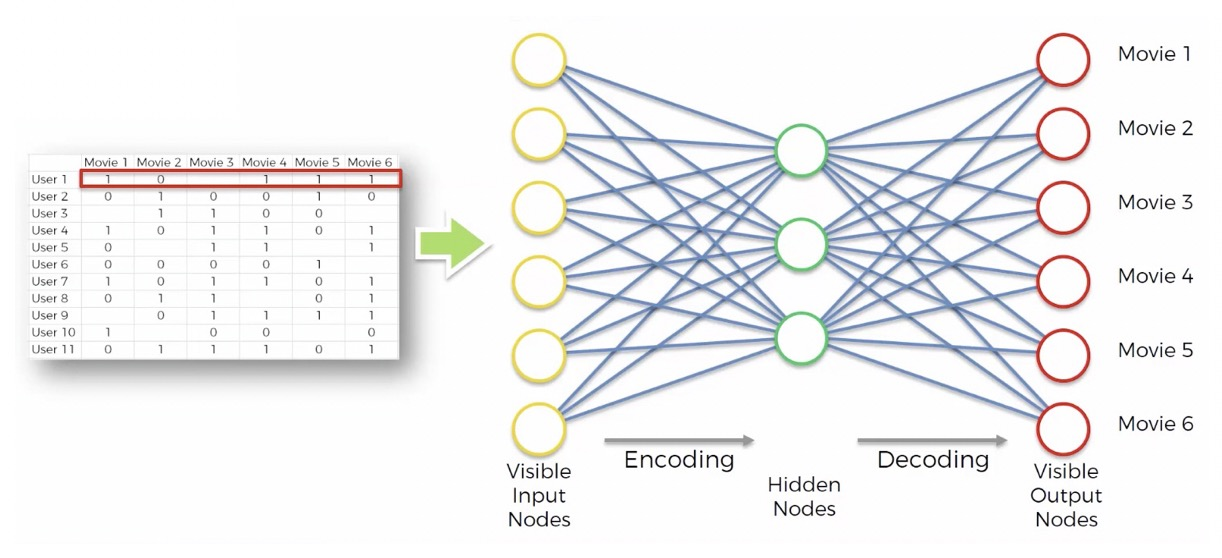 Movie 1 Movie 2 Movie 3 Movie 4 Movie 5 Movie 6
User 1 1 0 1 1 1
User 2 0 1 0 0 1 0
User 3 1 1 0 0
User 4 1 0 1 1 0 1
User 5 0 1 1 1
User 6 0 0 0 0 1
User 7 1 0 1 1 0 1
User 8 0 1 1 0 1
User 9 0 1 1 1 1
User 10 1 0 0 0
User 11 0 1 1 1 0 1
Movie 1
Movie 2
Movie 3
Movie 4
Movie 5
Movie 6
Encoding
Decoding
Visible
Input
Nodes
Hidden
Nodes
Visible
Output
Nodes